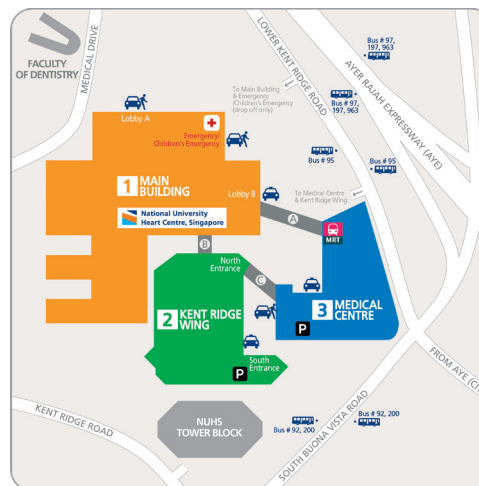 FACULTY
OF DENTISTRY
MEDICAL DRIVE
LOWER KENT RIDGE ROAD
Bus # 97,
197, 963
AYER RAJAH EXPRESSWAY (AYE)
Bus # 97,
197, 963
To Main Building
& Emergency
/Children's Emergency
(drop off only)
Lobby A
Emergency/
Children's Emergency
Bus # 95
Bus # 95
1 MAIN
BUILDING
Lobby B
To Medical Centre
& Kent Ridge Wing
National University
Heart Centre, Singapore
A
MRT
B
North
Entrance
C
2 KENT RIDGE
WING
3 MEDICAL
CENTRE
P
South
Entrance
P
FROM AYE (CI
KENT RIDGE ROAD
NUHS
TOWER BLOCK
SOUTH BUONA VISTA ROAD
Bus # 92, 200
Bus # 92, 200